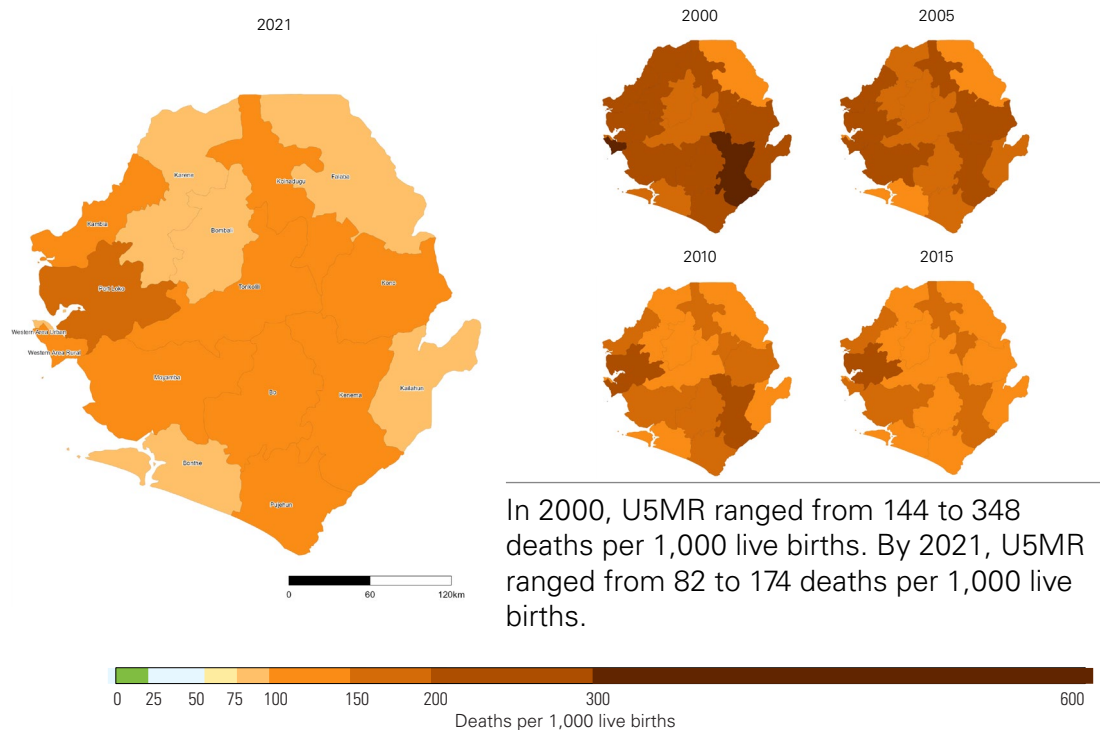 2021
2000
2005
2010
2015
Karene
Koinadugu
Falaba
Kambia
Bombali
Port Loko
Tonkolili
Kono
Western Area Urban
Western Area Rural
Moyamba
Bo
Kenema
Kailahun
Bonthe
Pujehun
0 60 120km
In 2000, U5MR ranged from 144 to 348
deaths per 1,000 live births. By 2021, U5MR
ranged from 82 to 174 deaths per 1,000 live
births.
0 25 50 75 100 150 200 300 600
Deaths per 1,000 live births